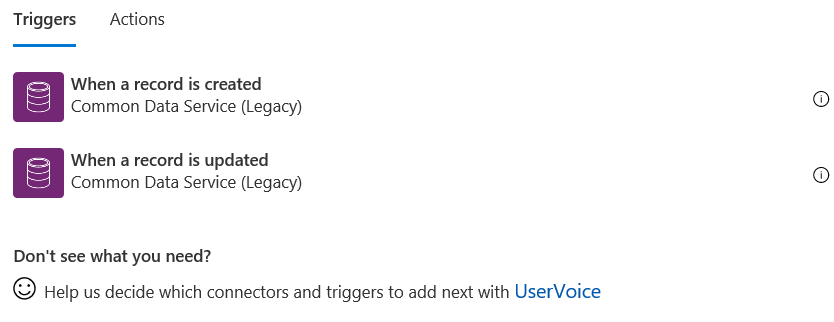 Triggers Actions
When a record is created
Common Data Service (Legacy)
When a record is updated
Common Data Service (Legacy)
Don't see what you need?
Help us decide which connectors and triggers to add next with UserVoice